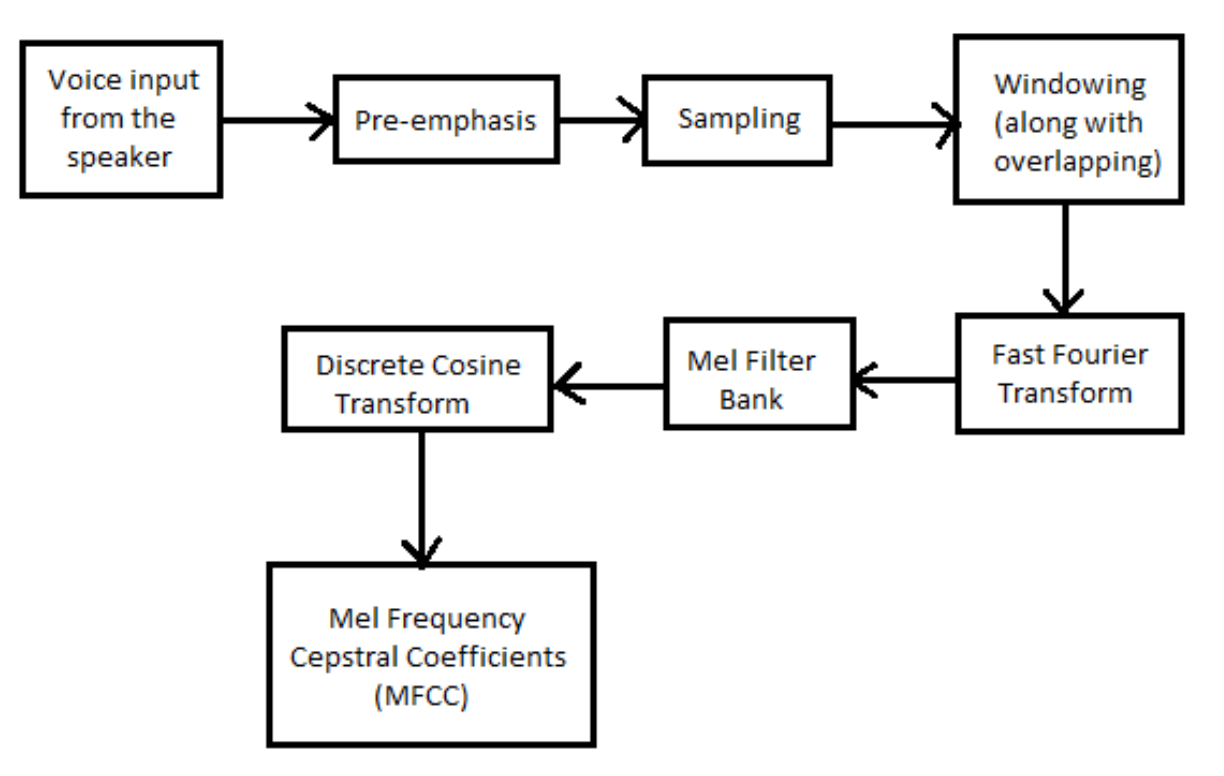 Voice input
from the
speaker
Pre-emphasis
Sampling
Windowing
(along with
overlapping)
Fast Fourier
Transform
Mel Filter
Bank
Discrete Cosine
Transform
Mel Frequency
Cepstral Coefficients
(MFCC)